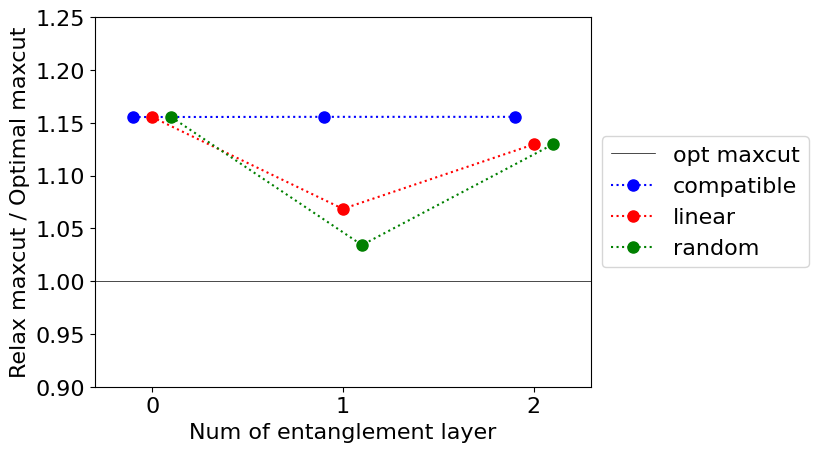 Relax maxcut / Optimal maxcut
1.25
1.20
1.15
1.10
1.05
1.00
0.95
0.90
0
1
2
Num of entanglement layer
opt maxcut
compatible
linear
random